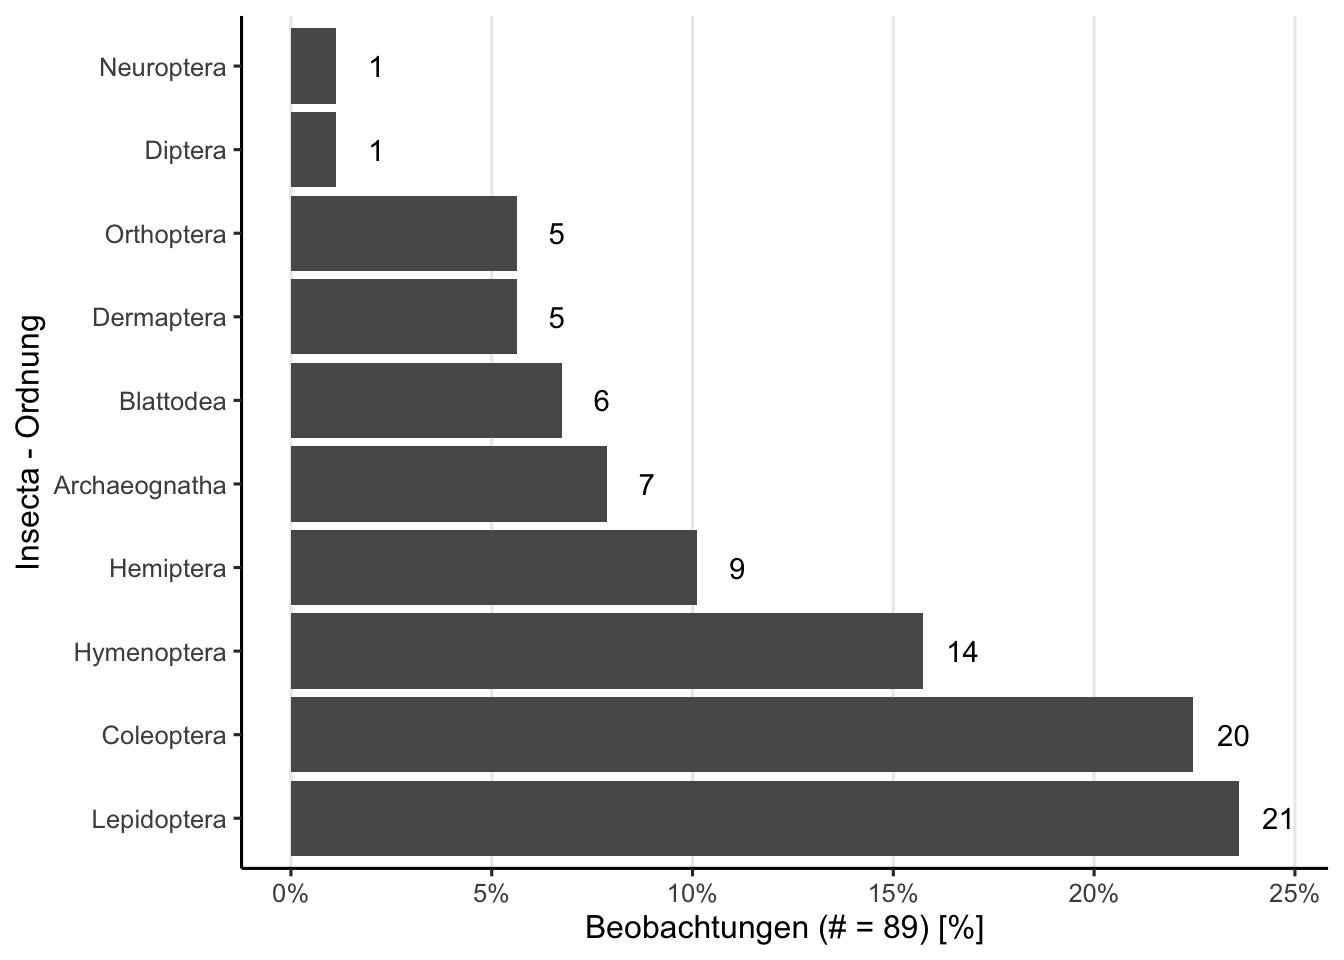 Insecta - Ordnung
Neuroptera 1
Diptera 1
Orthoptera 5
Dermaptera 5
Blattodea 6
Archaeognatha 7
Hemiptera 9
Hymenoptera 14
Coleoptera 20
Lepidoptera 21
0% 5% 10% 15% 20% 25%
Beobachtungen (# = 89) [%]